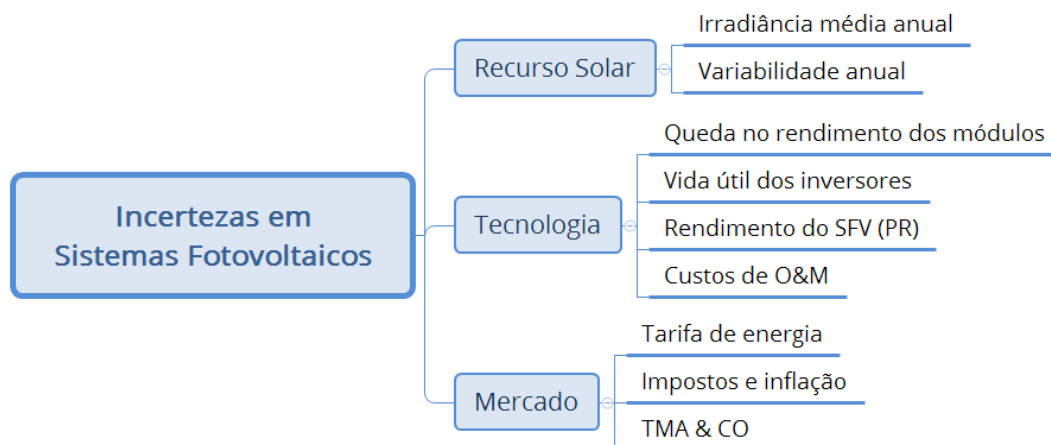 Incertezas em
Sistemas Fotovoltaicos
Recurso Solar
Irradiância média anual
Variabilidade anual
Tecnologia
Queda no rendimento dos módulos
Vida útil dos inversores
Rendimento do SFV (PR)
Custos de O&M
Mercado
Tarifa de energia
Impostos e inflação
TMA & CO